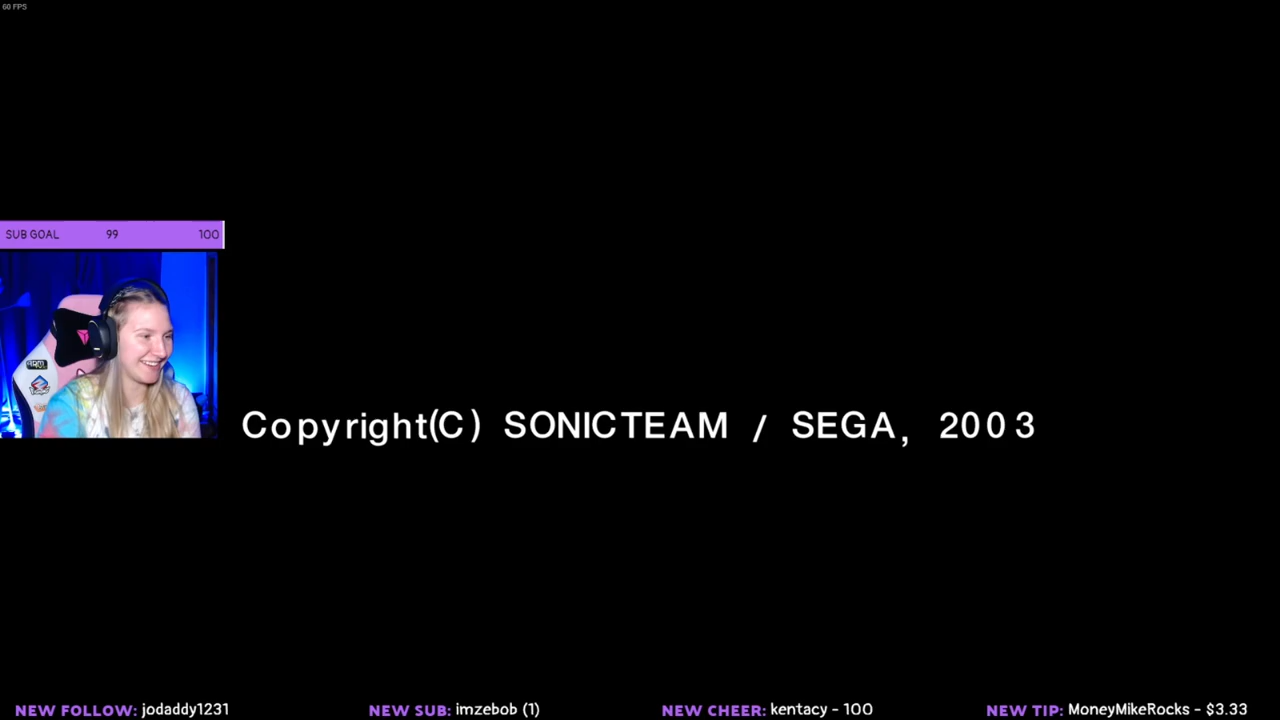 60 FPS
SUB GOAL 99 100
Copyright(C) SONICTEAM / SEGA, 2003
NEW FOLLOW: jodaddy1231 NEW SUB: imzebob (1) NEW CHEER: kentacy - 100 NEW TIP: MoneyMikeRocks - $3.33